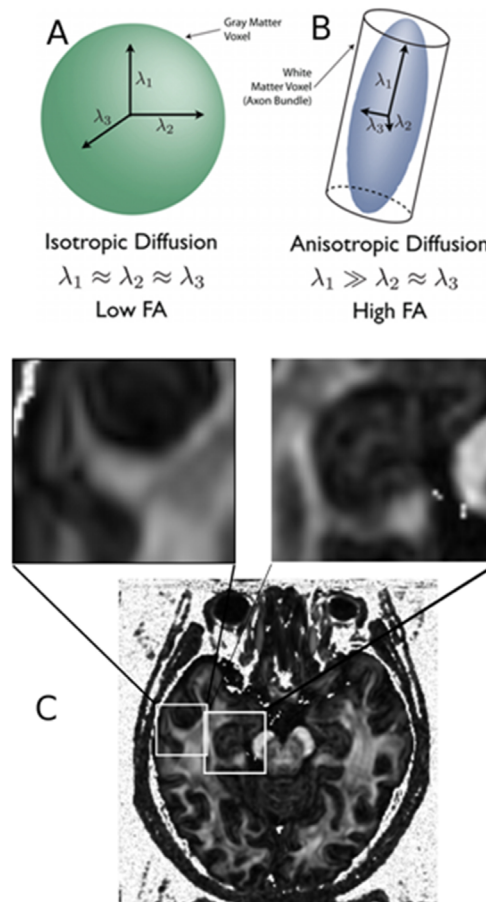 A
Gray Matter
Voxel
λ₁
λ₃
λ₂
Isotropic Diffusion
λ₁ ≈ λ₂ ≈ λ₃
Low FA
B
White
Matter Voxel
(Axon Bundle)
λ₁
λ₃
λ₂
Anisotropic Diffusion
λ₁ ≫ λ₂ ≈ λ₃
High FA
C